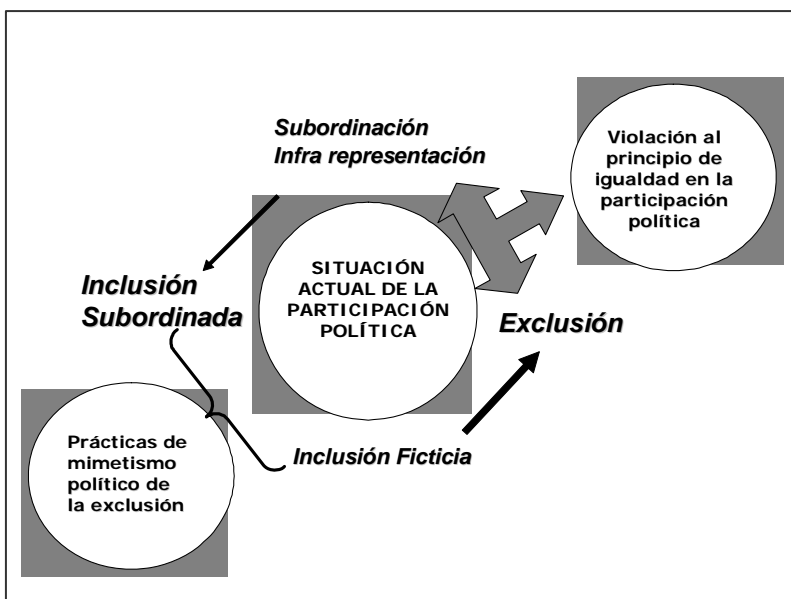 Subordinación
Infra representación
Violación al
principio de
igualdad en la
participación
política
SITUACIÓN
ACTUAL DE LA
PARTICIPACIÓN
POLÍTICA
Inclusión
Subordinada
Exclusión
Prácticas de
mimetismo
político de
la exclusión
Inclusión Ficticia